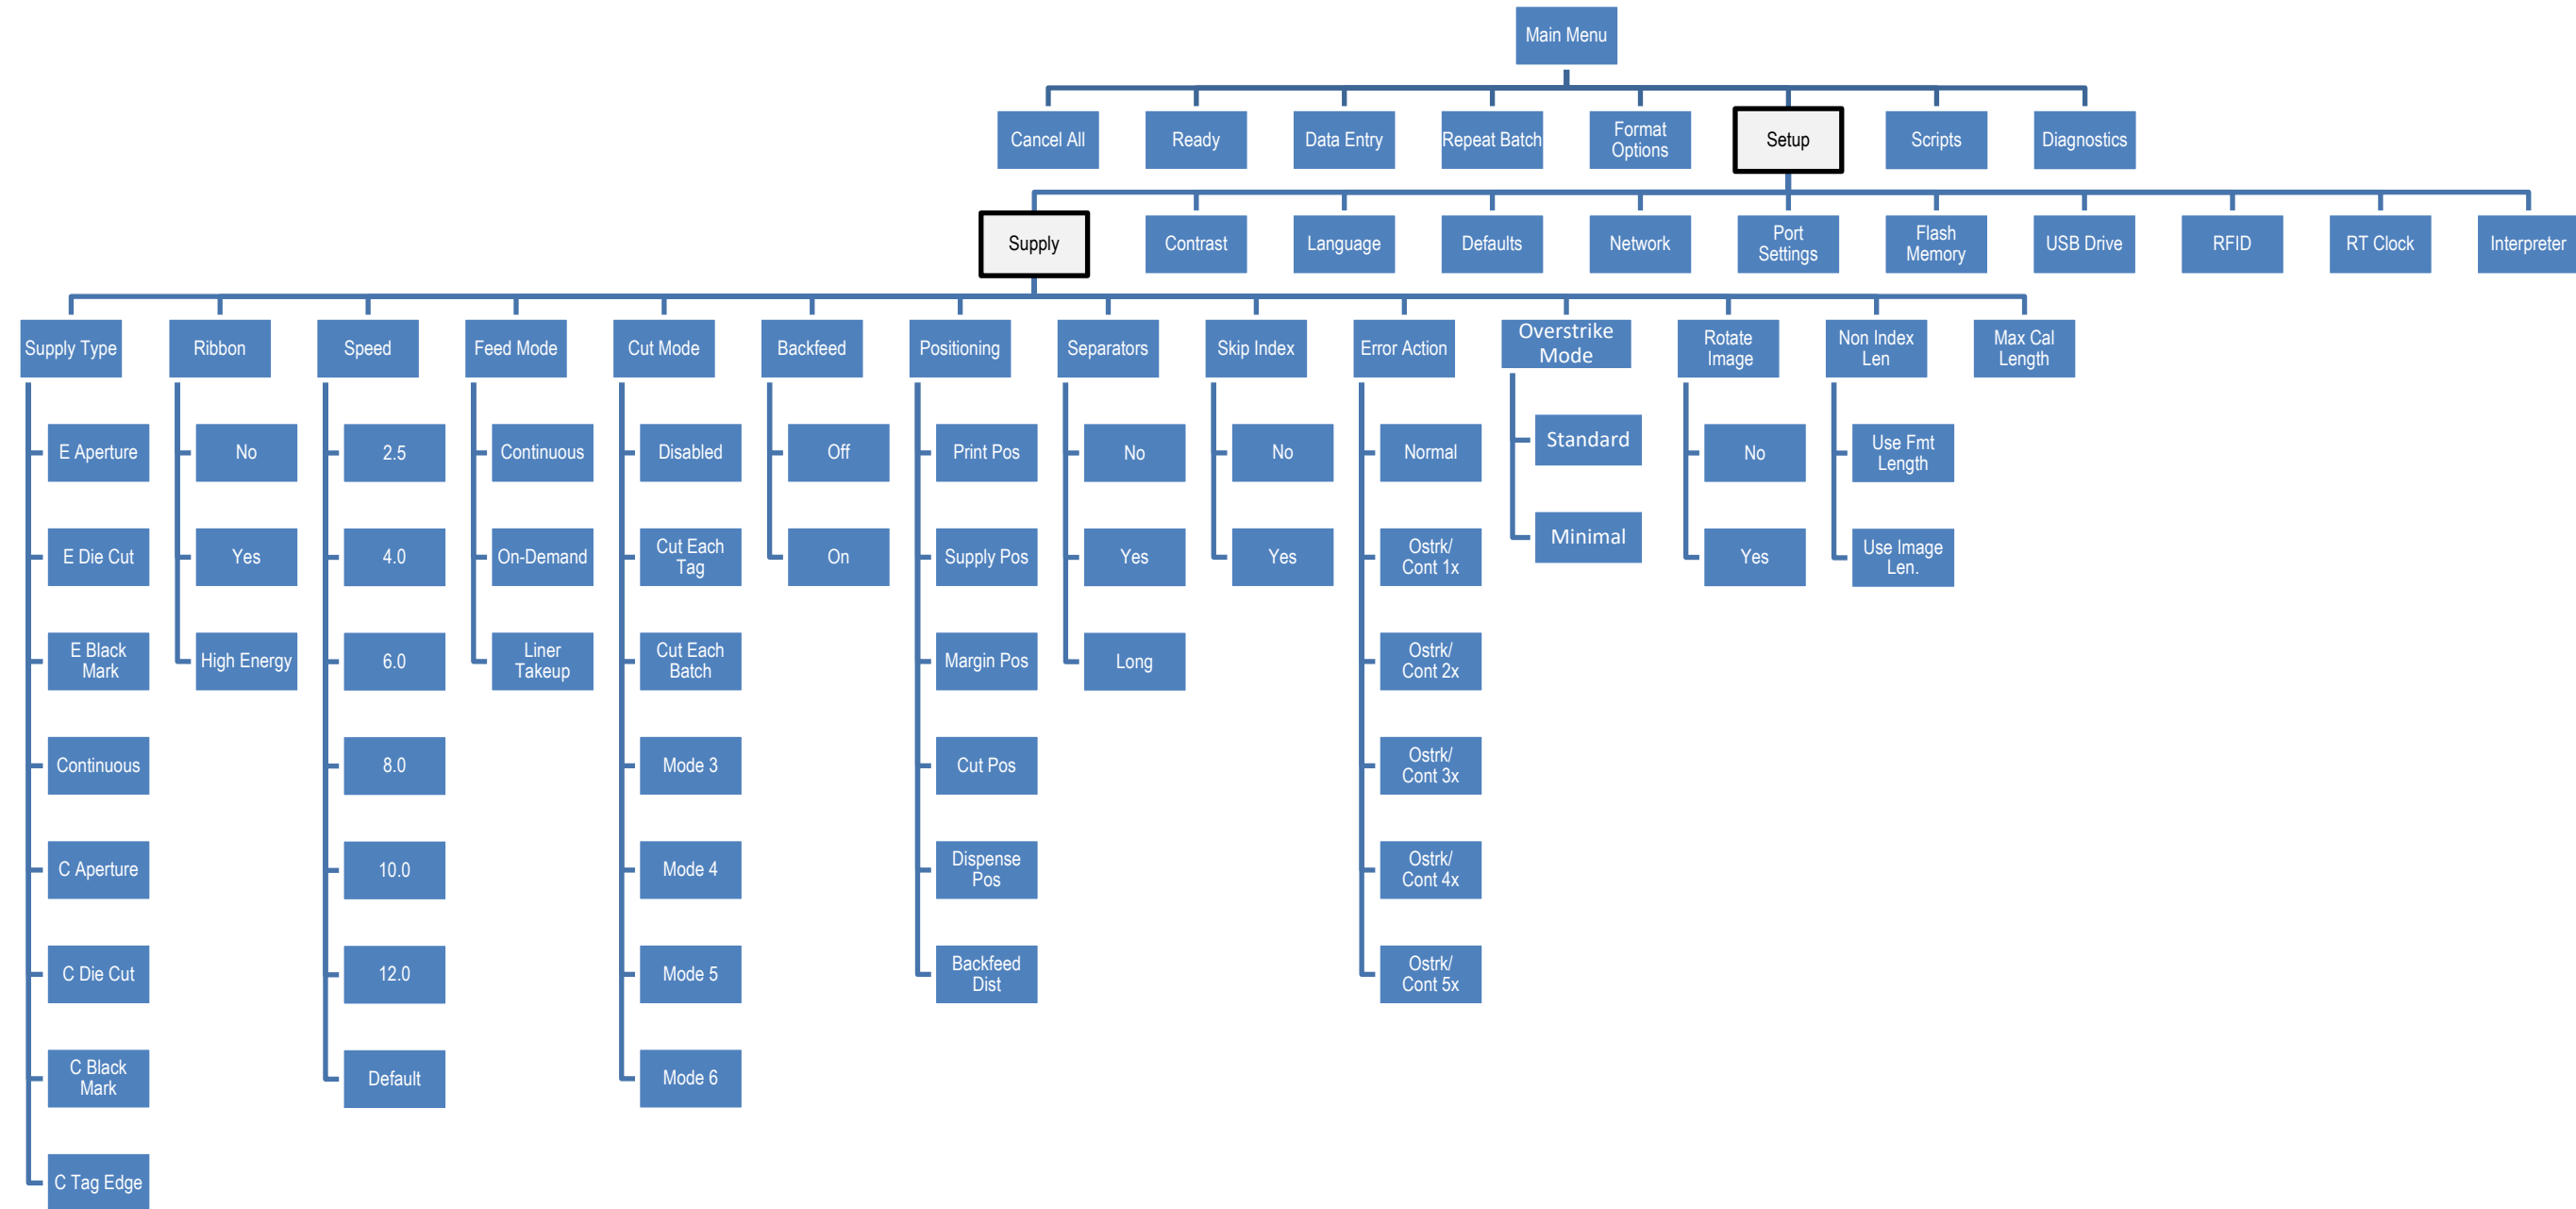 Main Menu
Cancel All
Ready
Data Entry
Repeat Batch
Format
Options
Setup
Scripts
Diagnostics
Supply
Contrast
Language
Defaults
Network
Port
Settings
Flash
Memory
USB Drive
RFID
RT Clock
Interpreter
Supply Type
Ribbon
Speed
Feed Mode
Cut Mode
Backfeed
Positioning
Separators
Skip Index
Error Action
Overstrike
Mode
Rotate
Image
Non Index
Len
Max Cal
Length
E Aperture
No
2.5
Continuous
Disabled
Off
Print Pos
No
No
Normal
Standard
No
Use Fmt
Length
E Die Cut
Yes
4.0
On-Demand
Cut Each
Tag
On
Supply Pos
Yes
Yes
Ostrk/
Cont 1x
Minimal
Yes
Use Image
Len.
E Black
Mark
High Energy
6.0
Liner
Takeup
Cut Each
Batch
Margin Pos
Long
Ostrk/
Cont 2x
Continuous
8.0
Mode 3
Cut Pos
Ostrk/
Cont 3x
C Aperture
10.0
Mode 4
Dispense
Pos
Ostrk/
Cont 4x
C Die Cut
12.0
Mode 5
Backfeed
Dist
Ostrk/
Cont 5x
C Black
Mark
Default
Mode 6
C Tag Edge